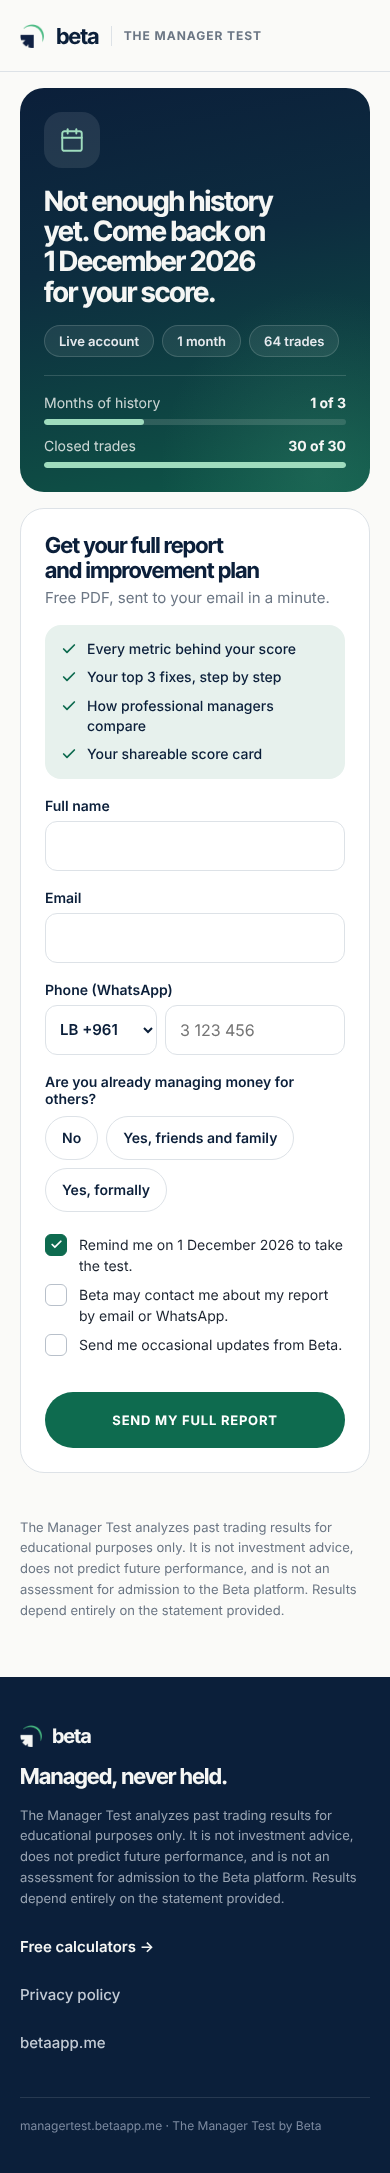 beta THE MANAGER TEST
Not enough history
yet. Come back on
1 December 2026
for your score.
Live account 1 month 64 trades
Months of history 1 of 3
Closed trades 30 of 30
Get your full report
and improvement plan
Free PDF, sent to your email in a minute.
Every metric behind your score
Your top 3 fixes, step by step
How professional managers
compare
Your shareable score card
Full name
Email
Phone (WhatsApp)
LB +961 3 123 456
Are you already managing money for
others?
No Yes, friends and family
Yes, formally
Remind me on 1 December 2026 to take
the test.
Beta may contact me about my report
by email or WhatsApp.
Send me occasional updates from Beta.
SEND MY FULL REPORT
The Manager Test analyzes past trading results for
educational purposes only. It is not investment advice,
does not predict future performance, and is not an
assessment for admission to the Beta platform. Results
depend entirely on the statement provided.
beta
Managed, never held.
The Manager Test analyzes past trading results for
educational purposes only. It is not investment advice,
does not predict future performance, and is not an
assessment for admission to the Beta platform. Results
depend entirely on the statement provided.
Free calculators →
Privacy policy
betaapp.me
managertest.betaapp.me · The Manager Test by Beta